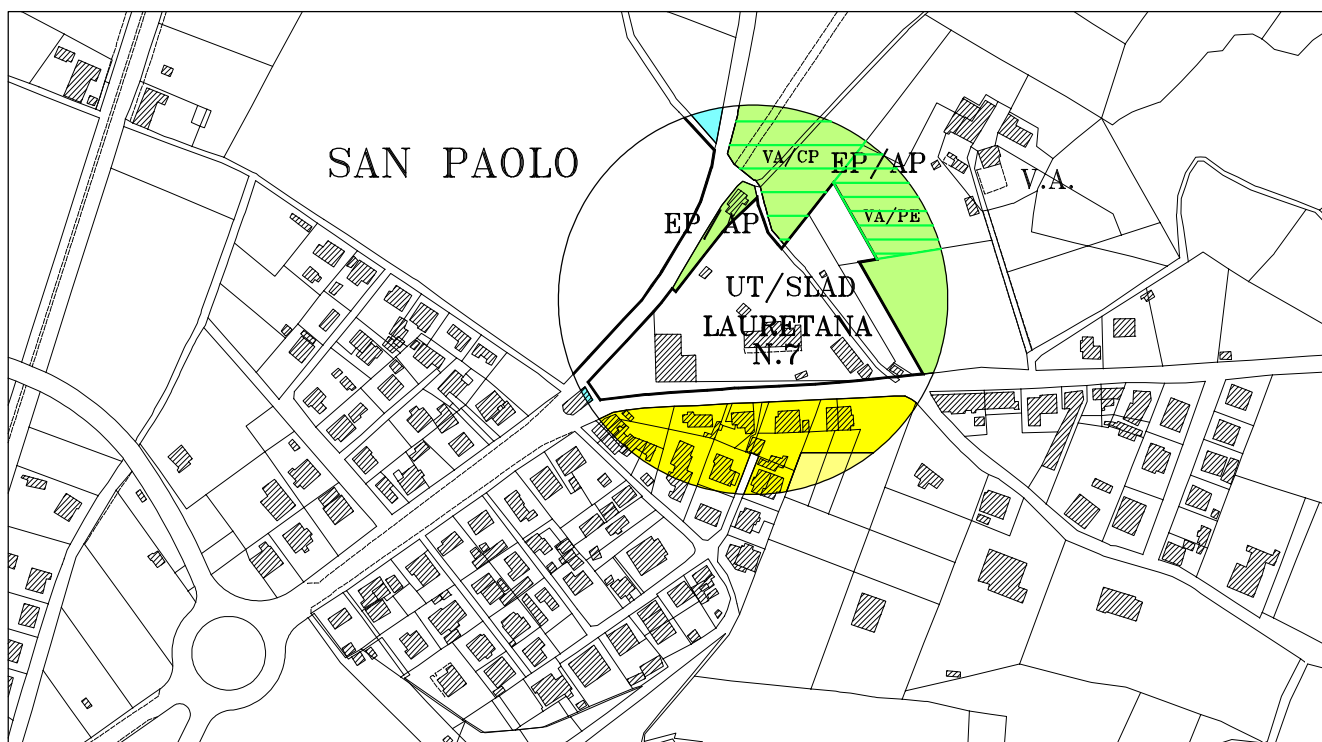 SAN PAOLO
VA/CP
EP/AP
V.A.
EP/AP
VA/PE
UT/SLAD
LAURETANA
N.7